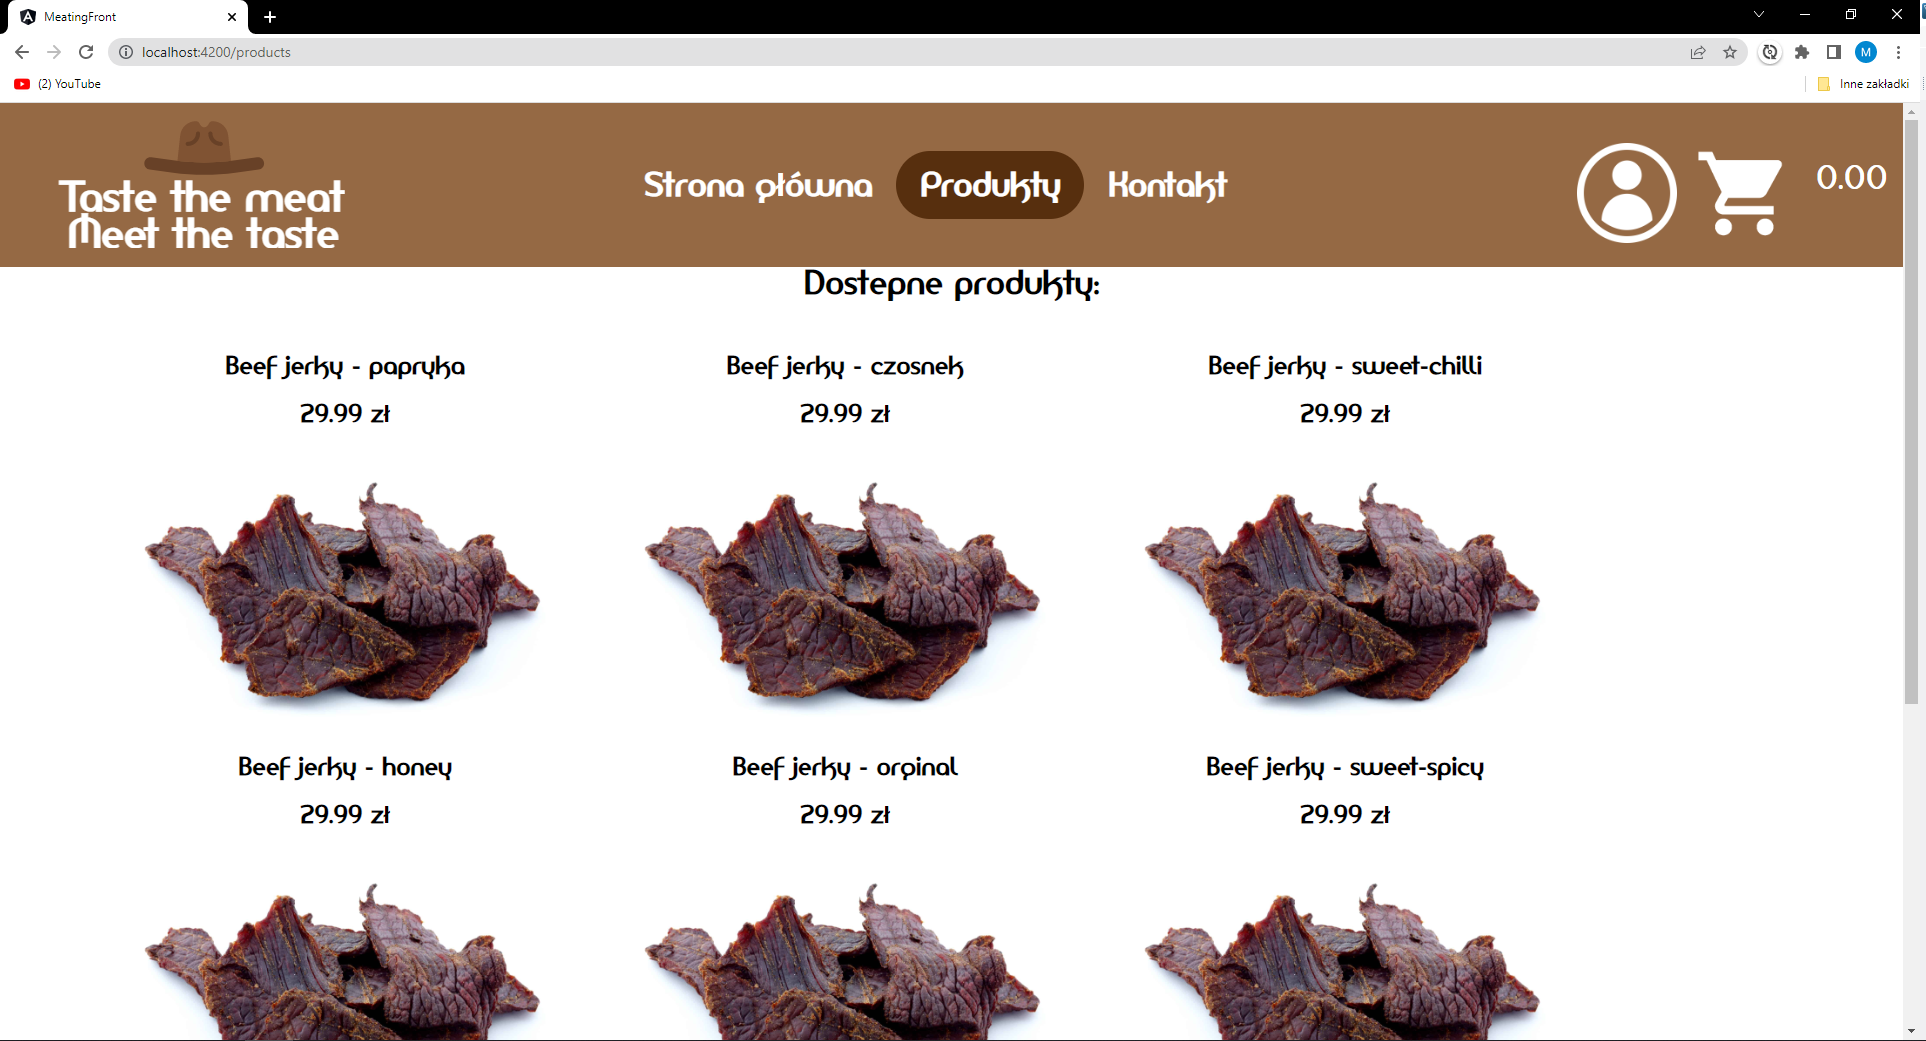 MeatingFront
localhost:4200/products
(2) YouTube
Inne zakładki
M
Taste the meat
Meet the taste
Strona główna
Produkty
Kontakt
0.00
Dostepne produkty:
Beef jerky - papryka
29.99 zł
Beef jerky - czosnek
29.99 zł
Beef jerky - sweet-chilli
29.99 zł
Beef jerky - honey
29.99 zł
Beef jerky - orginal
29.99 zł
Beef jerky - sweet-spicy
29.99 zł